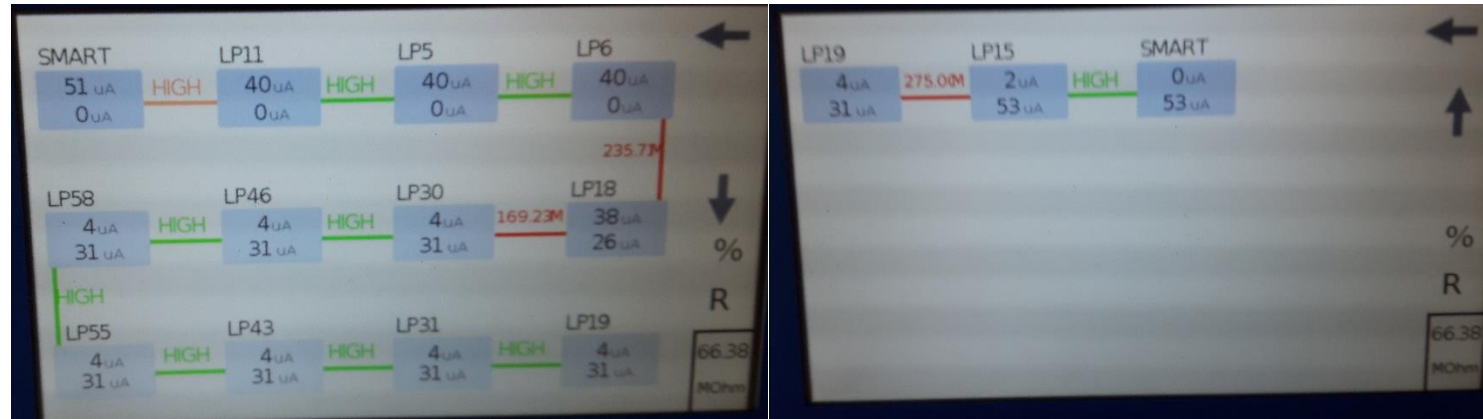 SMART LP11 LP5 LP6
51 uA HIGH 40 uA HIGH 40 uA HIGH 40 uA
0 uA 0 uA 0 uA 0 uA
235.71M
LP58 LP46 LP30 LP18
4 uA HIGH 4 uA HIGH 4 uA 169.23M 38 uA
31 uA 31 uA 31 uA 26 uA
%
HIGH
R
LP55 LP43 LP31 LP19
4 uA HIGH 4 uA HIGH 4 uA HIGH 4 uA
31 uA 31 uA 31 uA 31 uA
66.38
MOhm
LP19 LP15 SMART
4 uA 275.00M 2 uA HIGH 0 uA
31 uA 53 uA 53 uA
%
R
66.38
MOhm